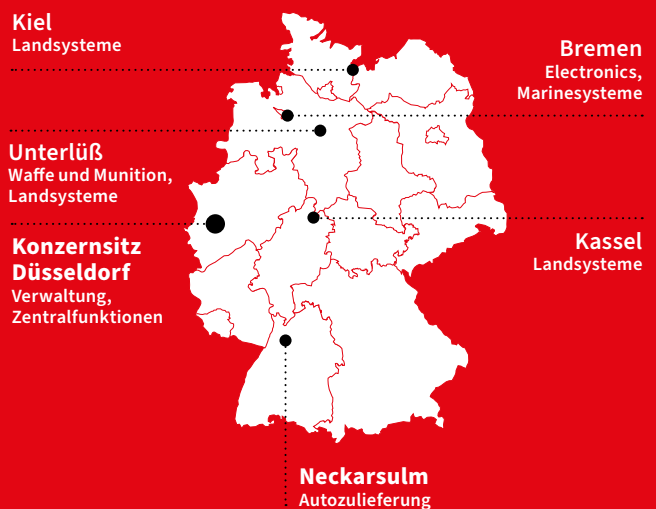 Kiel
Landsysteme
Bremen
Electronics,
Marinesysteme
Unterlüß
Waffe und Munition,
Landsysteme
Konzernsitz
Düsseldorf
Verwaltung,
Zentralfunktionen
Kassel
Landsysteme
Neckarsulm
Autozulieferung